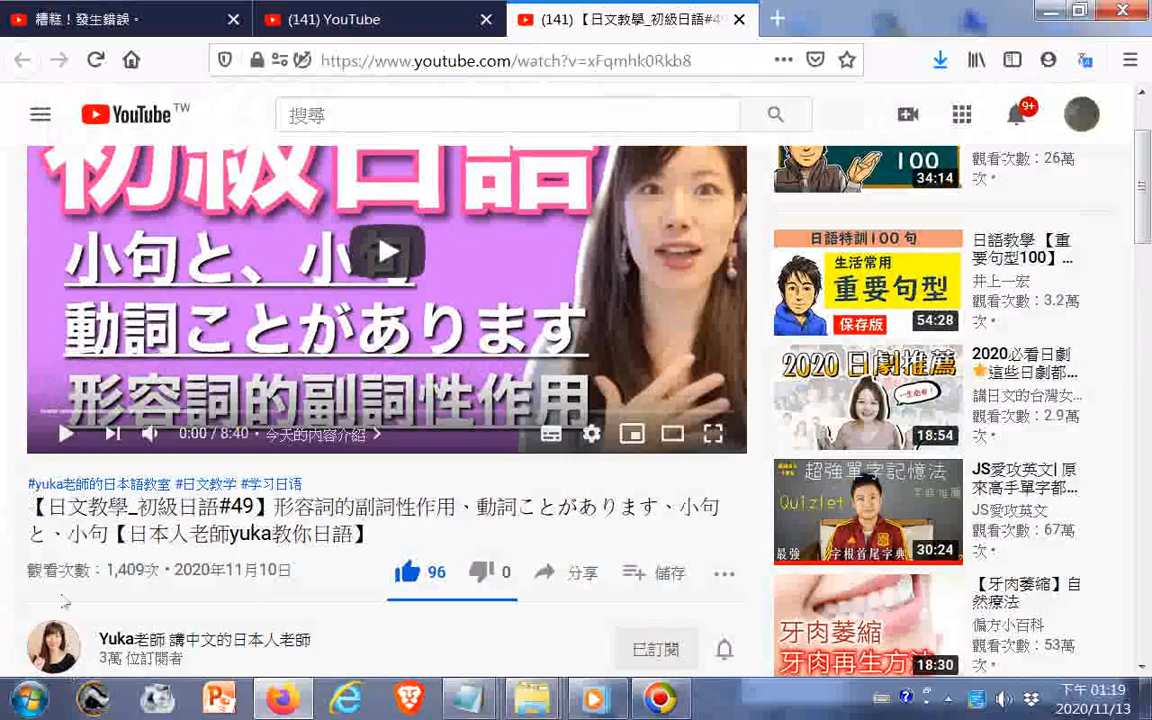 糟糕！發生錯誤。
(141) YouTube
(141) 【日文教學_初級日語#49
https://www.youtube.com/watch?v=xFqmhk0Rkb8
YouTube TW
搜尋
9+
初級日語
小句と、小句
動詞ことがあります
形容詞的副詞性作用
0:00 / 8:40 • 今天的內容介紹
#yuka老師的日本語教室 #日文教学 #学习日语
【日文教學_初級日語#49】形容詞的副詞性作用、動詞ことがあります、小句
と、小句【日本人老師yuka教你日語】
觀看次數：1,409次 • 2020年11月10日
96
0
分享
儲存
Yuka老師 講中文的日本人老師
3萬 位訂閱者
已訂閱
100
34:14
觀看次數：26萬
次 •
日語特訓100句
生活常用
重要句型
保存版
54:28
日語教學 【重
要句型100】...
井上一宏
觀看次數：3.2萬
次 •
2020日劇推薦
18:54
2020必看日劇
⭐這些日劇都...
講日文的台灣女...
觀看次數：2.9萬
次 •
超強單字記憶法
Quizlet
字根首尾字典
最強
30:24
JS愛攻英文| 原
來高手單字都...
JS愛攻英文
觀看次數：67萬
次 •
牙肉萎縮
牙肉再生方法
18:30
【牙肉萎縮】自
然療法
偏方小百科
觀看次數：53萬
次 •
下午 01:19
2020/11/13